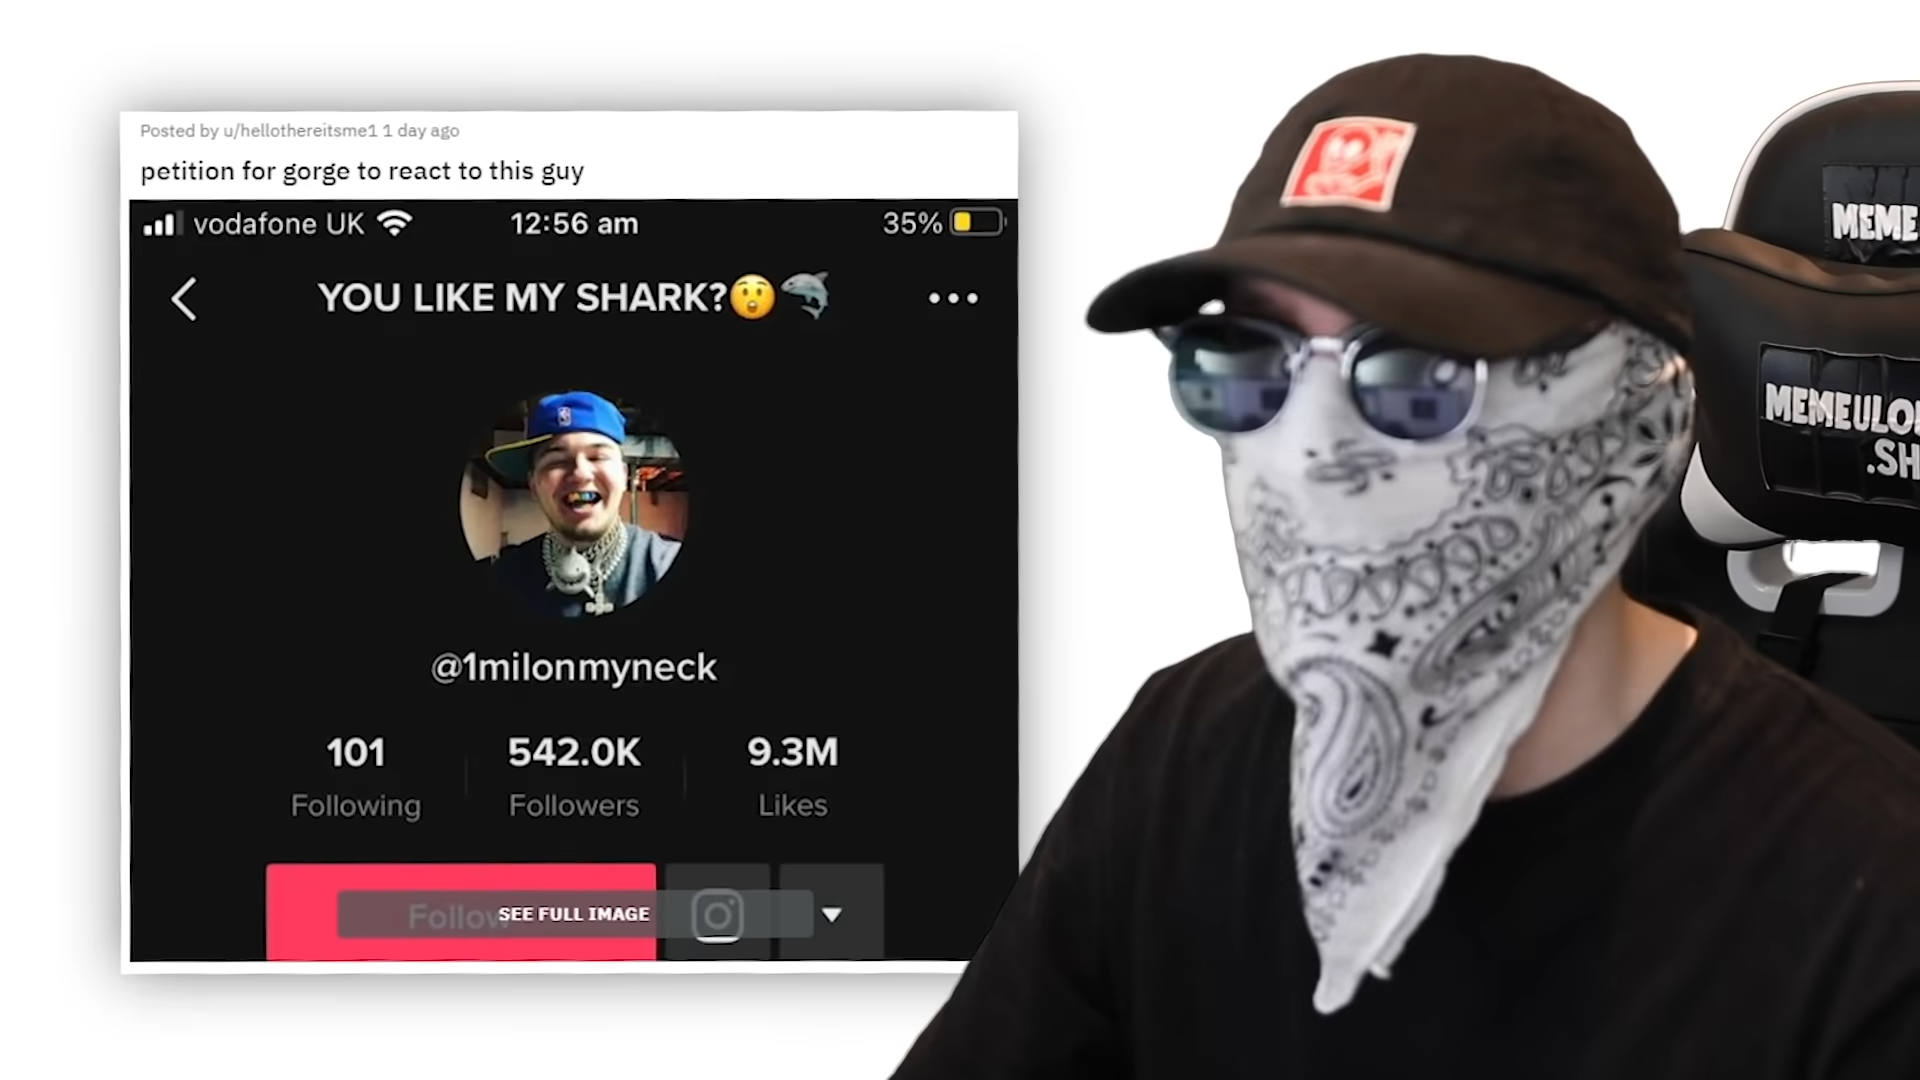 Posted by u/hellothereitsme1 1 day ago
petition for gorge to react to this guy
vodafone UK 12:56 am 35%
YOU LIKE MY SHARK?😲🦈
@1milonmyneck
101 542.0K 9.3M
Following Followers Likes
Follow SEE FULL IMAGE
MEME
MEMEULO
.SH